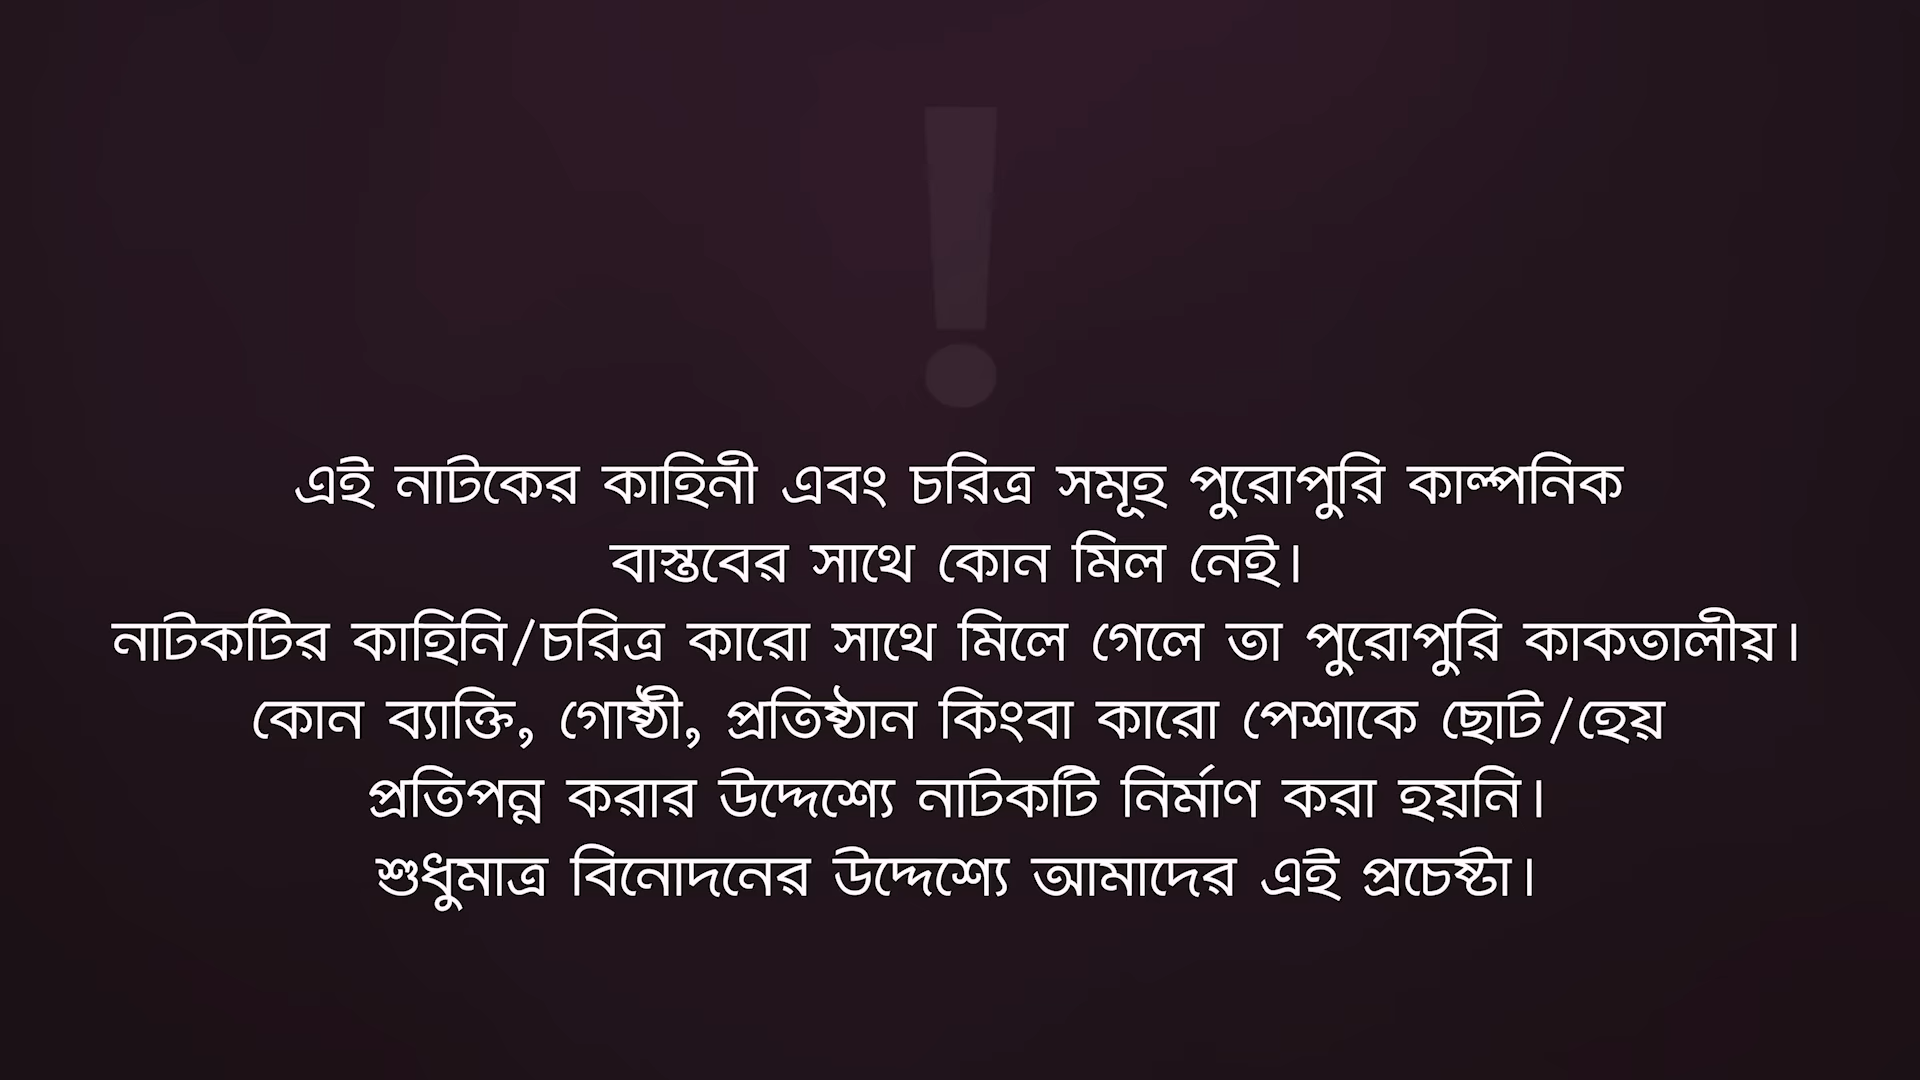 এই নাটকের কাহিনী এবং চরিত্র সমূহ পুরোপুরি কাল্পনিক
বাস্তবের সাথে কোন মিল নেই।
নাটকটির কাহিনি/চরিত্র কারো সাথে মিলে গেলে তা পুরোপুরি কাকতালীয়।
কোন ব্যাক্তি, গোষ্ঠী, প্রতিষ্ঠান কিংবা কারো পেশাকে ছোট/হেয়
প্রতিপন্ন করার উদ্দেশ্যে নাটকটি নির্মাণ করা হয়নি।
শুধুমাত্র বিনোদনের উদ্দেশ্যে আমাদের এই প্রচেষ্টা।